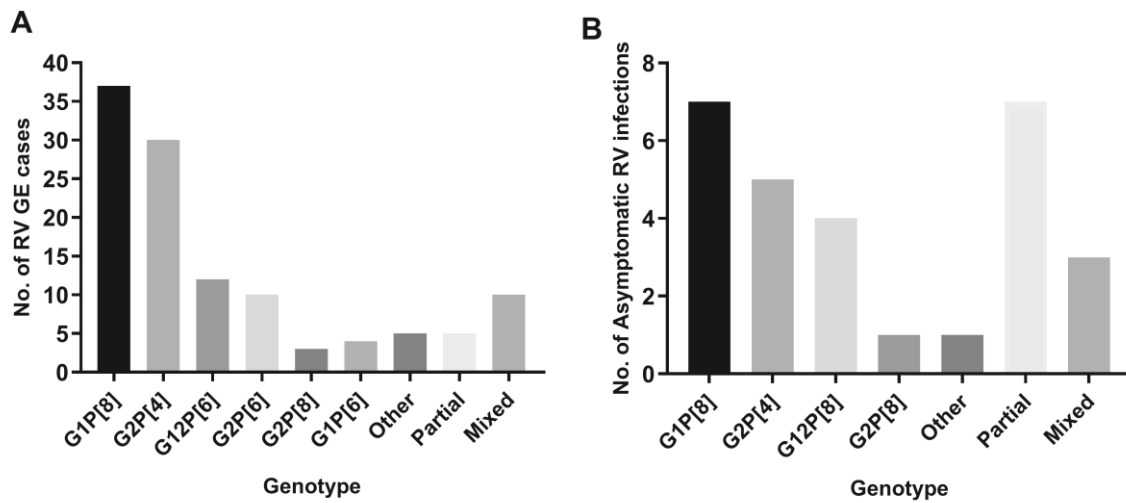 A
No. of RV GE cases
40
35
30
25
20
15
10
5
0
G1P[8]
G2P[4]
G12P[6]
G2P[6]
G2P[8]
G1P[6]
Other
Partial
Mixed
Genotype
B
No. of Asymptomatic RV infections
8
6
4
2
0
G1P[8]
G2P[4]
G12P[8]
G2P[8]
Other
Partial
Mixed
Genotype